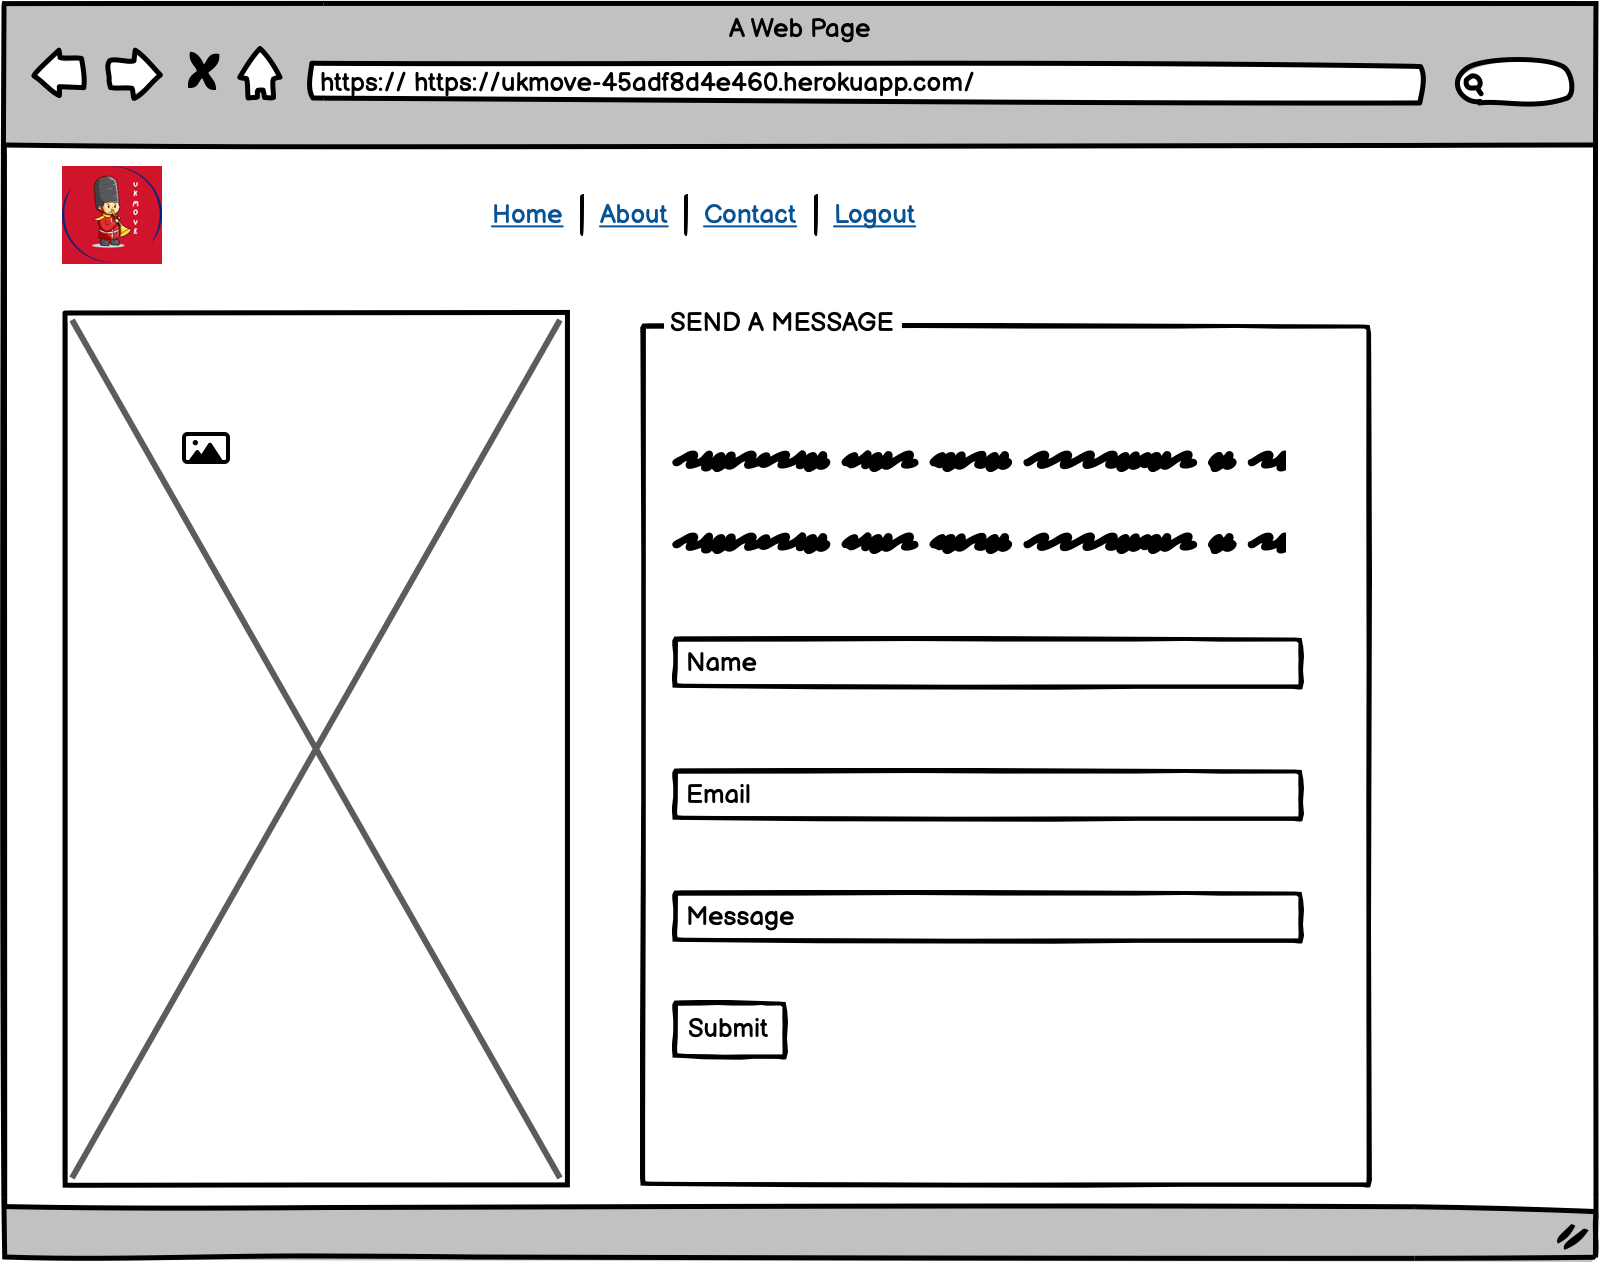 A Web Page
https:// https://ukmove-45adf8d4e460.herokuapp.com/
UKMOVE
Home About Contact Logout
SEND A MESSAGE
Name
Email
Message
Submit